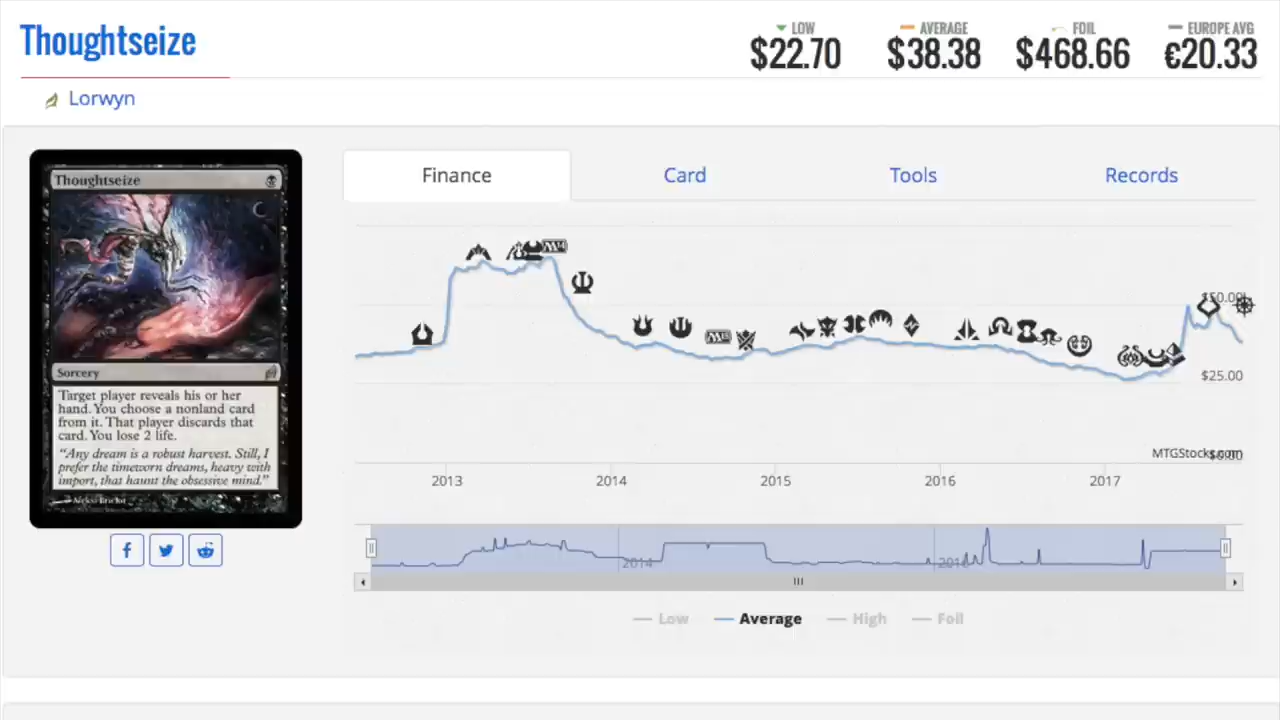 Thoughtseize
LOW
AVERAGE
FOIL
EUROPE AVG
$22.70
$38.38
$468.66
€20.33
Lorwyn
Thoughtseize
Sorcery
Target player reveals his or her
hand. You choose a nonland card
from it. That player discards that
card. You lose 2 life.
“Any dream is a robust harvest. Still, I
prefer the timeworn dreams, heavy with
import, that haunt the obsessive mind.”
Finance
Card
Tools
Records
$50.00
$25.00
$0.00
MTGStocks.com
2013
2014
2015
2016
2017
2014
2016
Low
Average
High
Foil